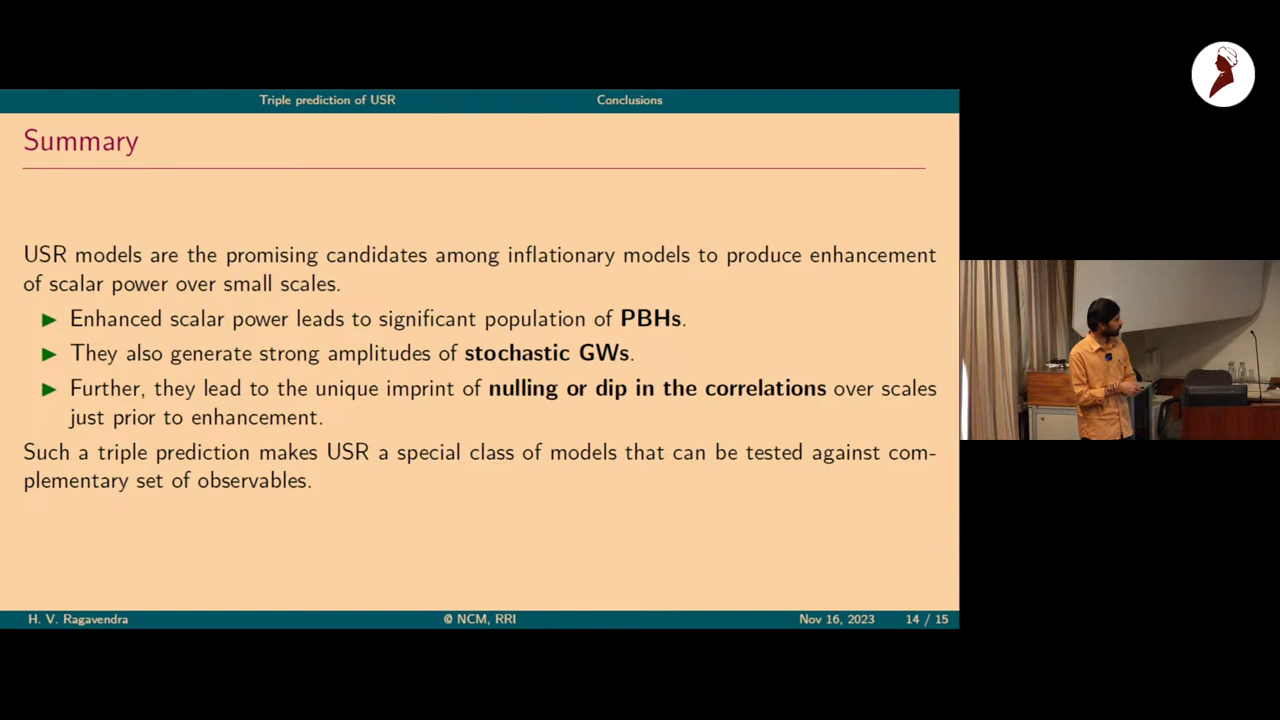 Triple prediction of USR Conclusions
Summary
USR models are the promising candidates among inflationary models to produce enhancement
of scalar power over small scales.
Enhanced scalar power leads to significant population of PBHs.
They also generate strong amplitudes of stochastic GWs.
Further, they lead to the unique imprint of nulling or dip in the correlations over scales
just prior to enhancement.
Such a triple prediction makes USR a special class of models that can be tested against com-
plementary set of observables.
H. V. Ragavendra @ NCM, RRI Nov 16, 2023 14 / 15